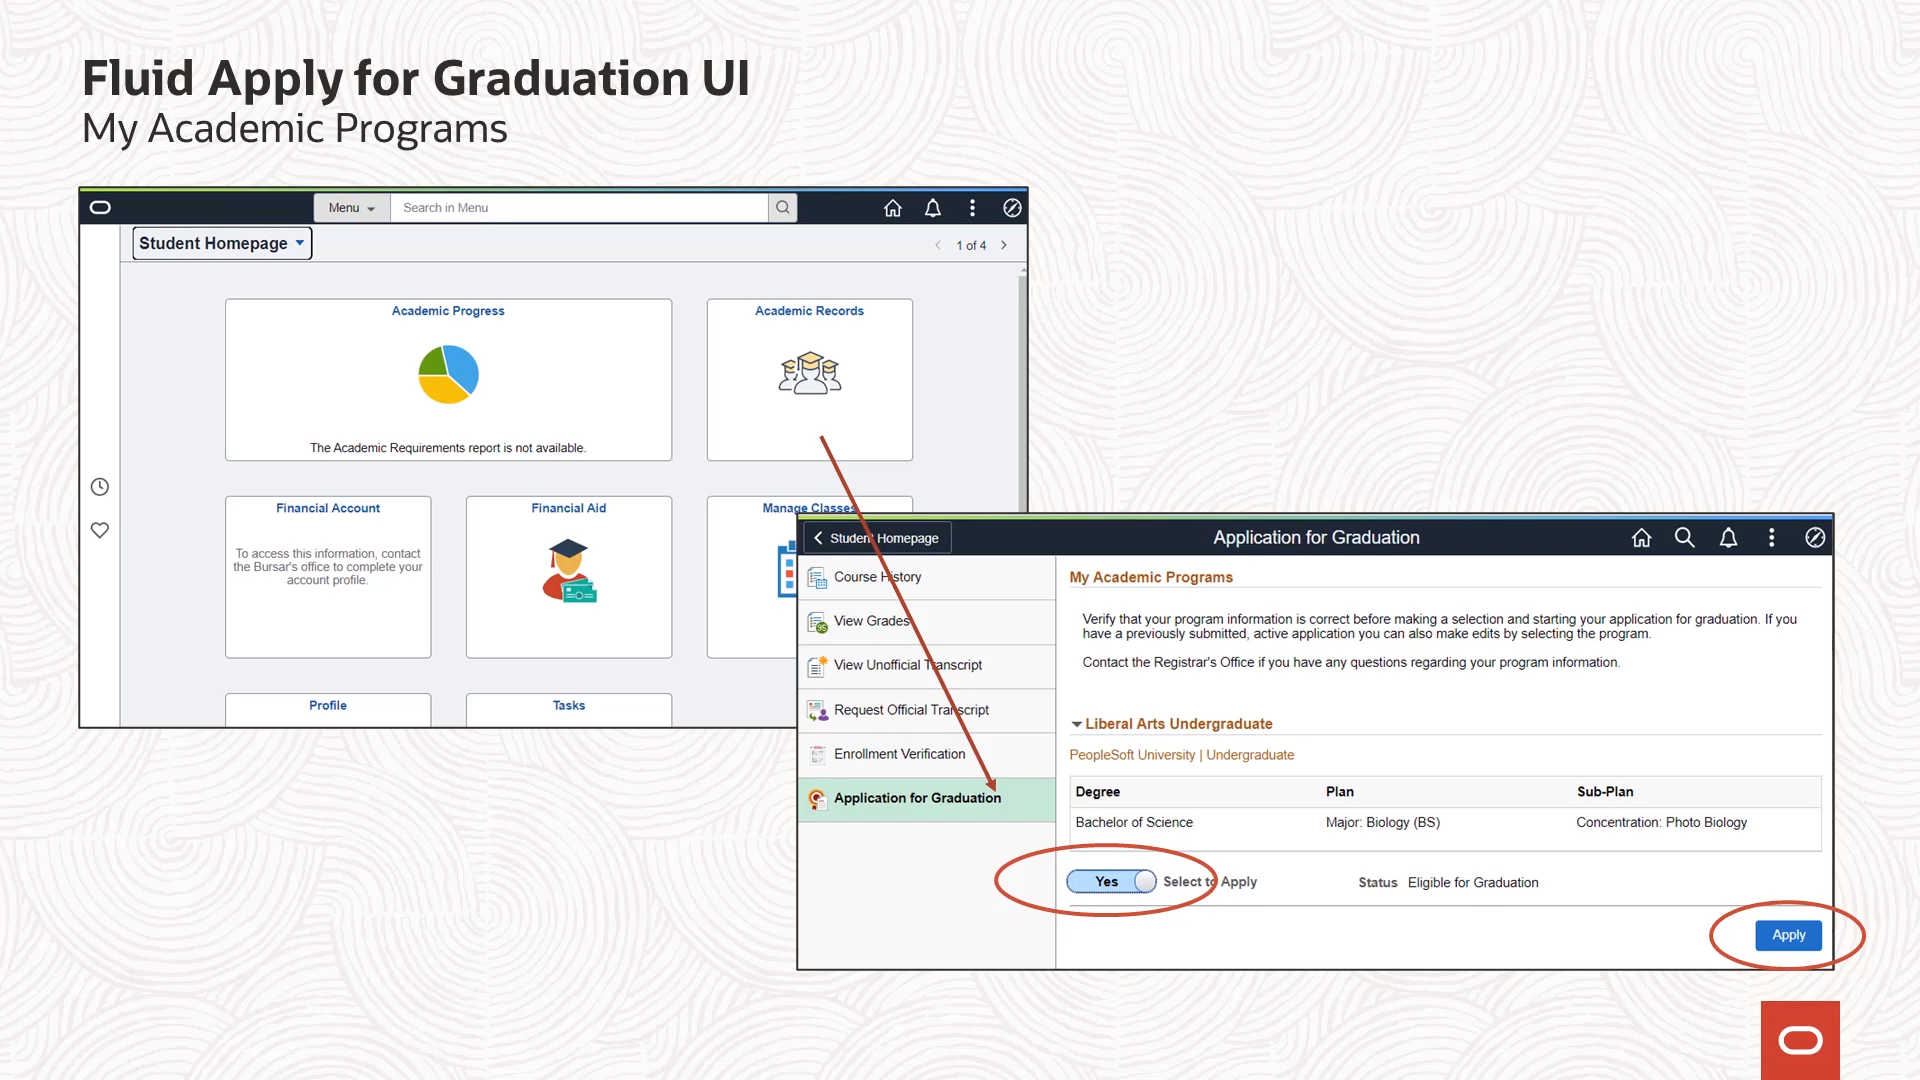 Fluid Apply for Graduation UI
My Academic Programs
Menu
Search in Menu
Student Homepage
1 of 4
Academic Progress
The Academic Requirements report is not available.
Academic Records
Financial Account
To access this information, contact
the Bursar's office to complete your
account profile.
Financial Aid
Manage Classes
Profile
Tasks
Student Homepage
Application for Graduation
Course History
View Grades
View Unofficial Transcript
Request Official Transcript
Enrollment Verification
Application for Graduation
My Academic Programs
Verify that your program information is correct before making a selection and starting your application for graduation. If you
have a previously submitted, active application you can also make edits by selecting the program.
Contact the Registrar's Office if you have any questions regarding your program information.
Liberal Arts Undergraduate
PeopleSoft University | Undergraduate
Degree Plan Sub-Plan
Bachelor of Science Major: Biology (BS) Concentration: Photo Biology
Yes Select to Apply Status Eligible for Graduation
Apply